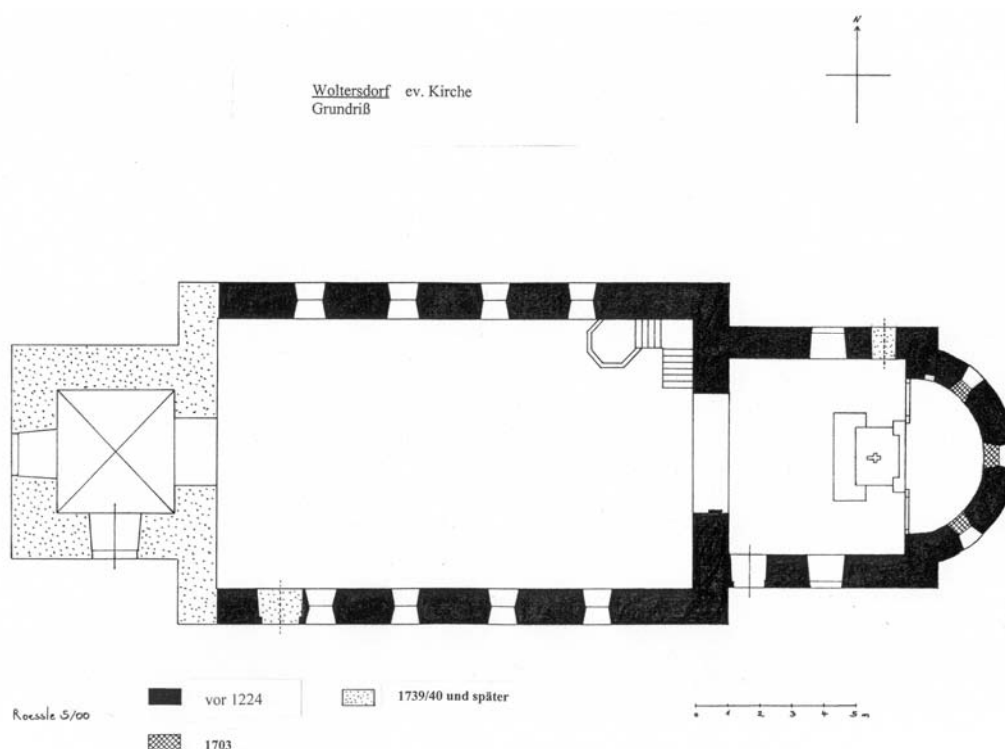 N
Woltersdorf ev. Kirche
Grundriß
vor 1224
1739/40 und später
Roessle 5/00
0 1 2 3 4 5 m
1703